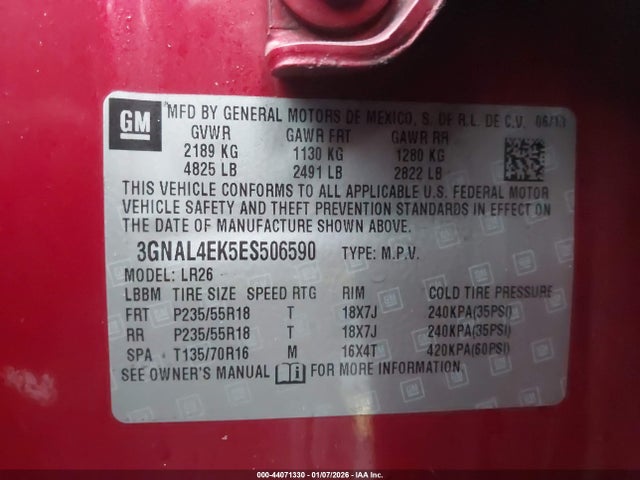 GM
MFD BY GENERAL MOTORS DE MEXICO, S. DE R.L. DE C.V. 06/13
GVWR GAWR FRT GAWR RR
2189 KG 1130 KG 1280 KG
4825 LB 2491 LB 2822 LB
THIS VEHICLE CONFORMS TO ALL APPLICABLE U.S. FEDERAL MOTOR
VEHICLE SAFETY AND THEFT PREVENTION STANDARDS IN EFFECT ON
THE DATE OF MANUFACTURE SHOWN ABOVE.
3GNAL4EK5ES506590 TYPE: M.P.V.
MODEL: LR26
LBBM TIRE SIZE SPEED RTG RIM COLD TIRE PRESSURE
FRT P235/55R18 T 18X7J 240KPA(35PSI)
RR P235/55R18 T 18X7J 240KPA(35PSI)
SPA T135/70R16 M 16X4T 420KPA(60PSI)
SEE OWNER'S MANUAL FOR MORE INFORMATION
000-44071330 - 01/07/2026 - IAA Inc.